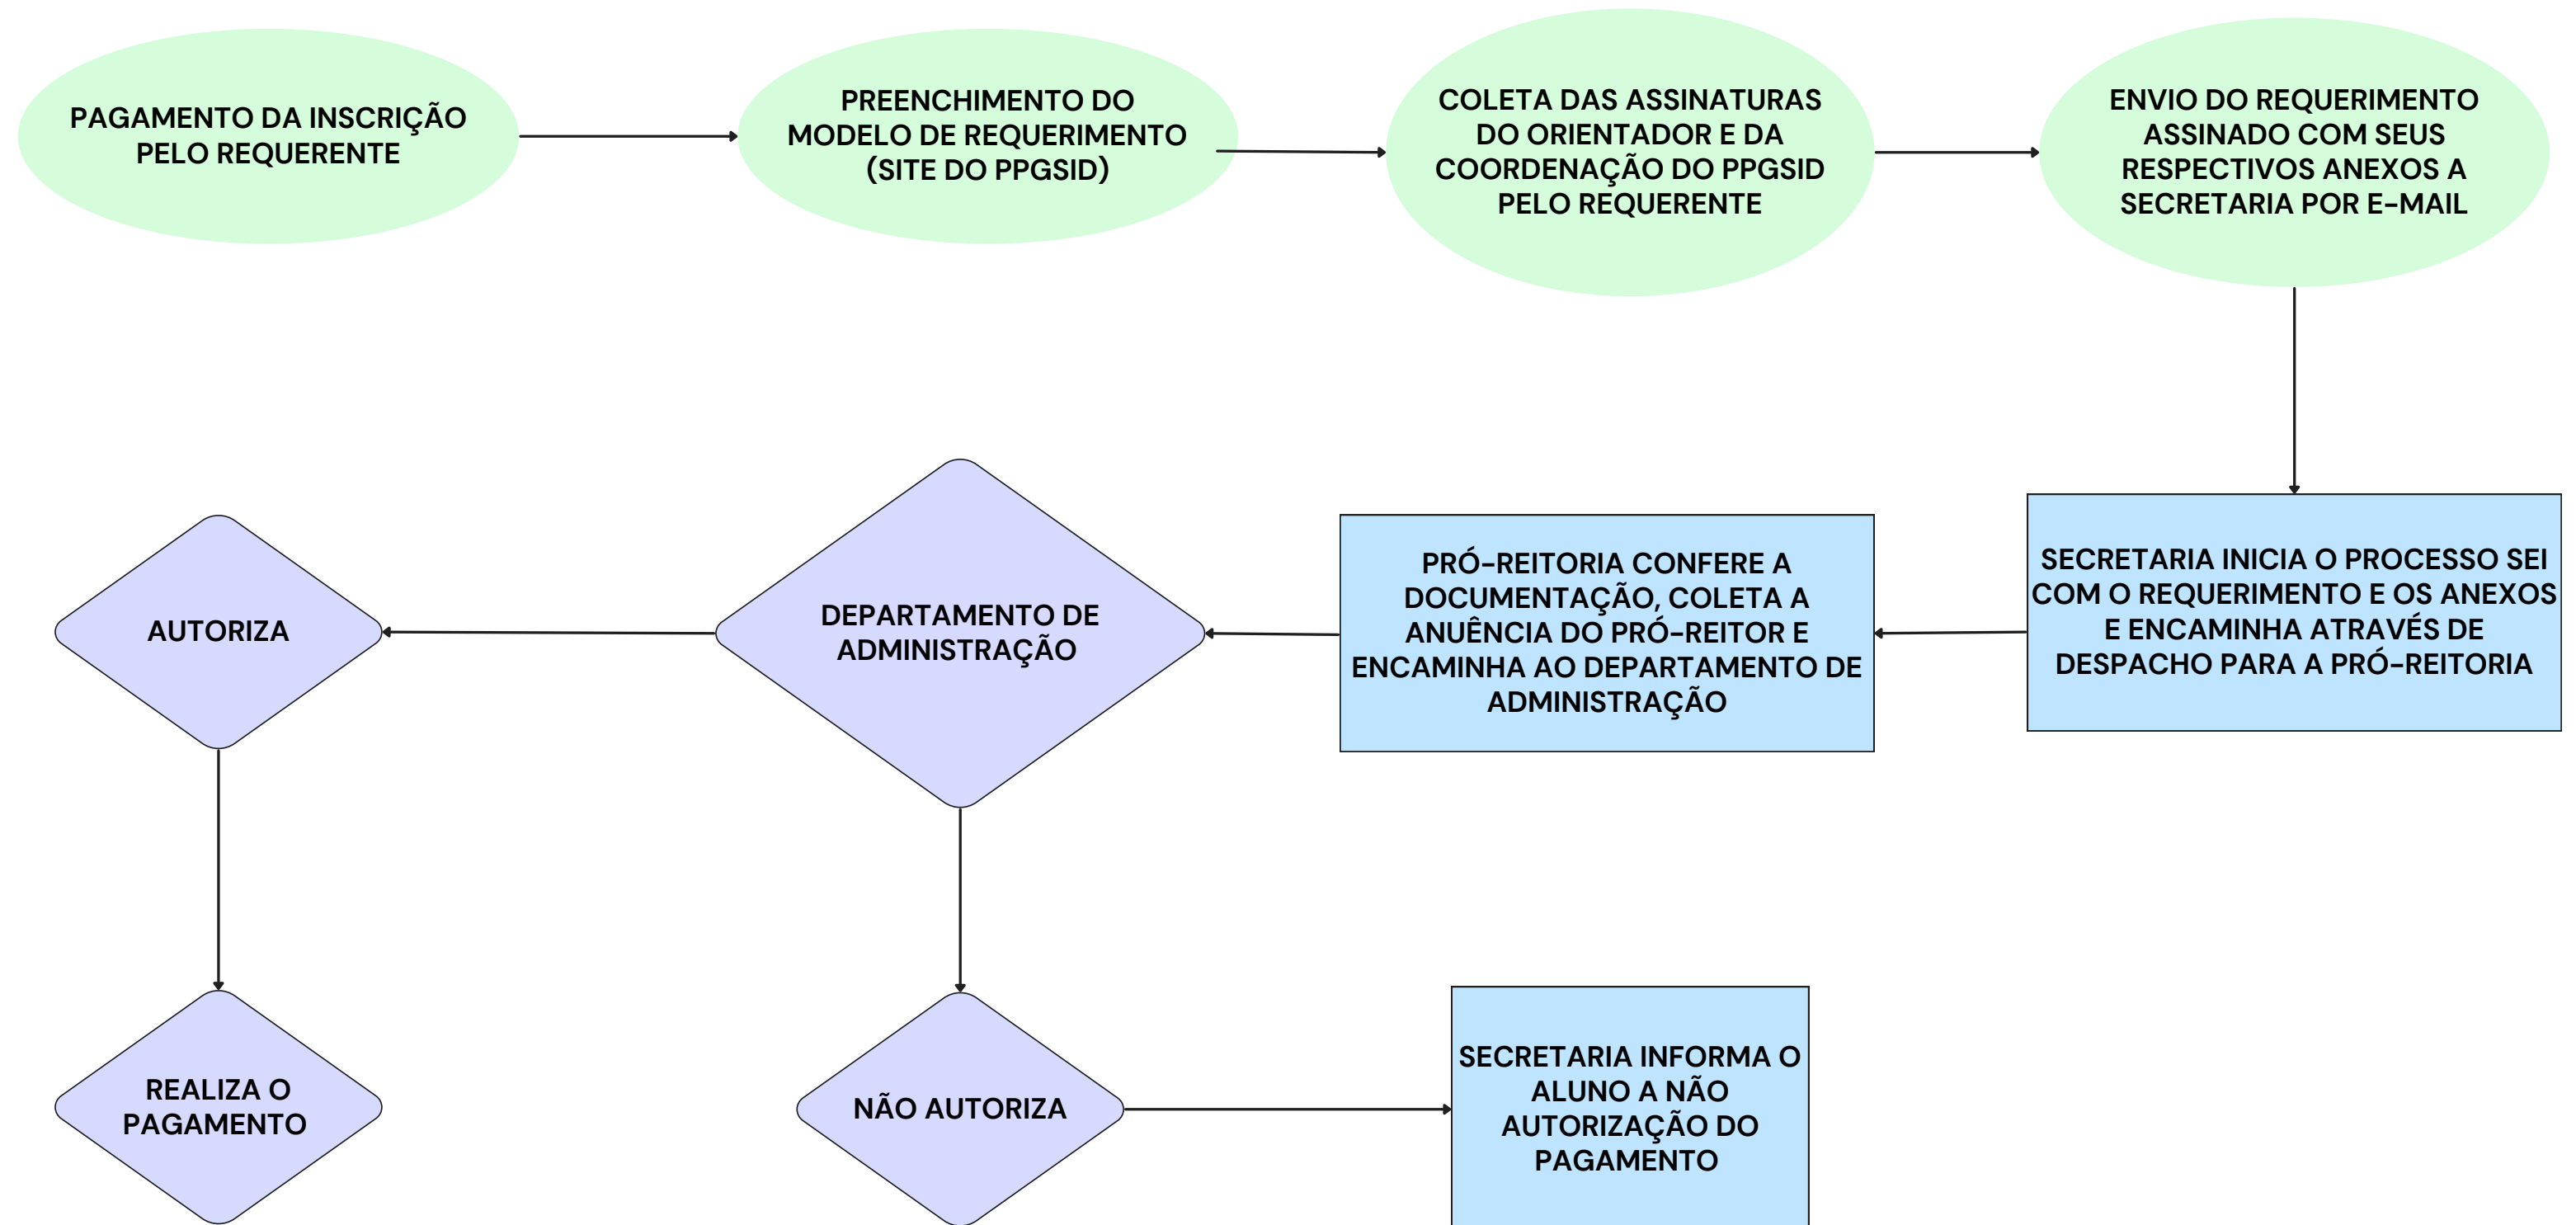 PAGAMENTO DA INSCRIÇÃO
PELO REQUERENTE
PREENCHIMENTO DO
MODELO DE REQUERIMENTO
(SITE DO PPGSID)
COLETA DAS ASSINATURAS
DO ORIENTADOR E DA
COORDENAÇÃO DO PPGSID
PELO REQUERENTE
ENVIO DO REQUERIMENTO
ASSINADO COM SEUS
RESPECTIVOS ANEXOS A
SECRETARIA POR E-MAIL
SECRETARIA INICIA O PROCESSO SEI
COM O REQUERIMENTO E OS ANEXOS
E ENCAMINHA ATRAVÉS DE
DESPACHO PARA A PRÓ-REITORIA
PRÓ-REITORIA CONFERE A
DOCUMENTAÇÃO, COLETA A
ANUÊNCIA DO PRÓ-REITOR E
ENCAMINHA AO DEPARTAMENTO DE
ADMINISTRAÇÃO
DEPARTAMENTO DE
ADMINISTRAÇÃO
AUTORIZA
REALIZA O
PAGAMENTO
NÃO AUTORIZA
SECRETARIA INFORMA O
ALUNO A NÃO
AUTORIZAÇÃO DO
PAGAMENTO